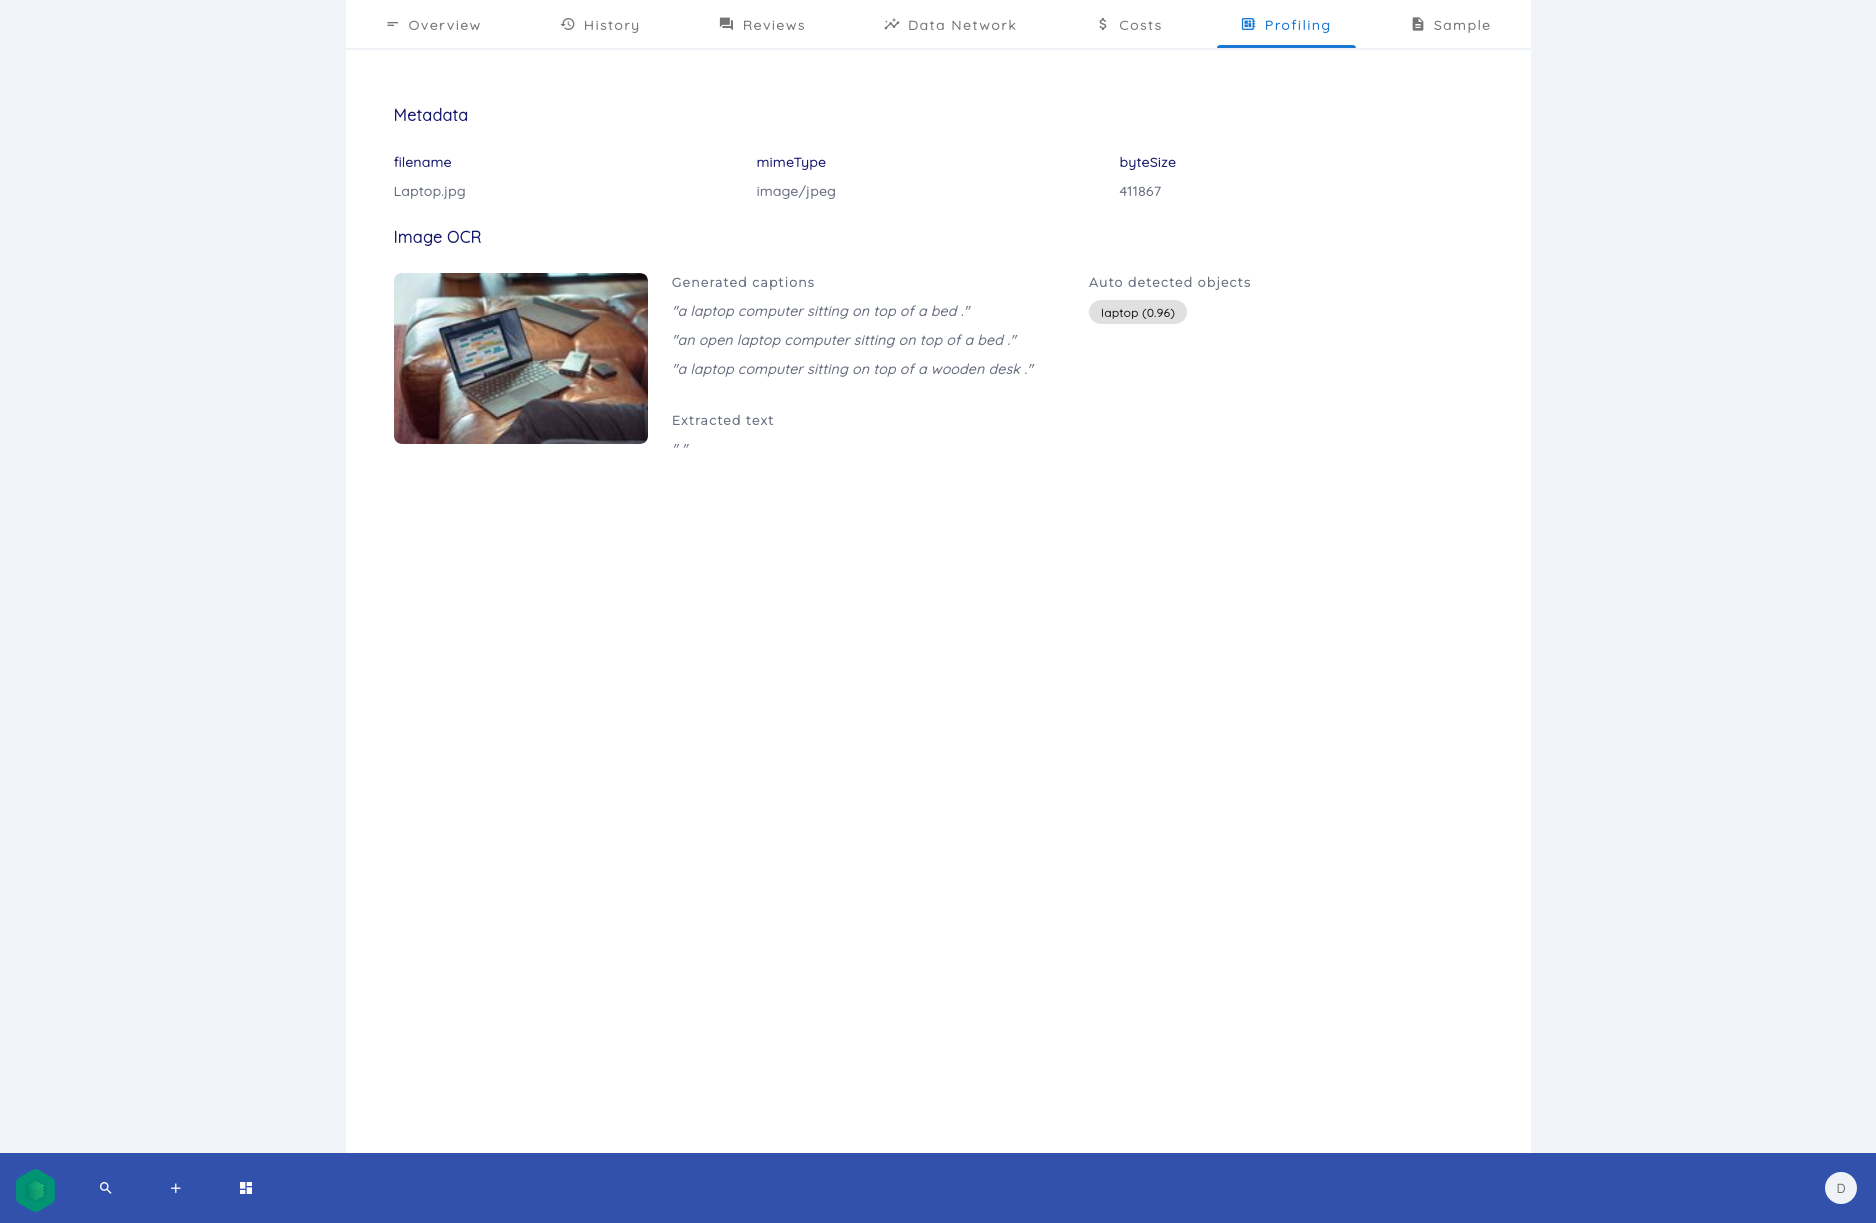 Overview History Reviews Data Network Costs Profiling Sample
Metadata
filename mimeType byteSize
Laptop.jpg image/jpeg 411867
Image OCR
Generated captions Auto detected objects
"a laptop computer sitting on top of a bed ." laptop (0.96)
"an open laptop computer sitting on top of a bed ."
"a laptop computer sitting on top of a wooden desk ."
Extracted text
" "
D